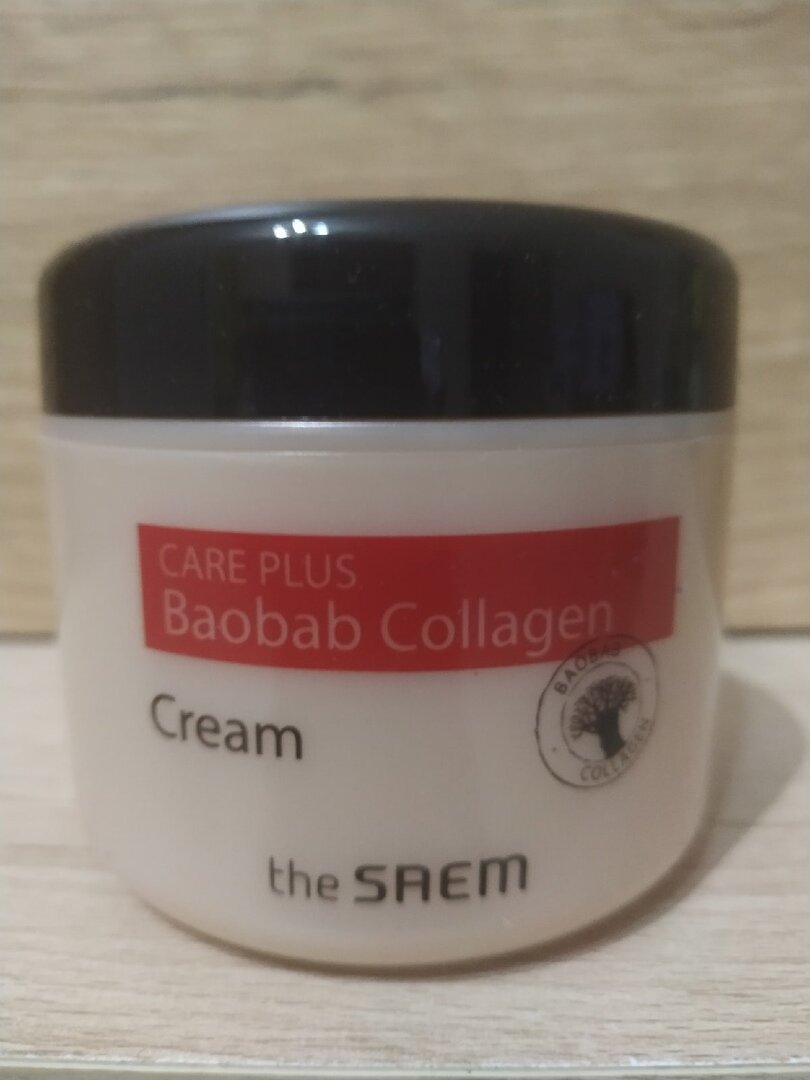 CARE PLUS
Baobab Collagen
Cream
BAOBAB
COLLAGEN
the SAEM